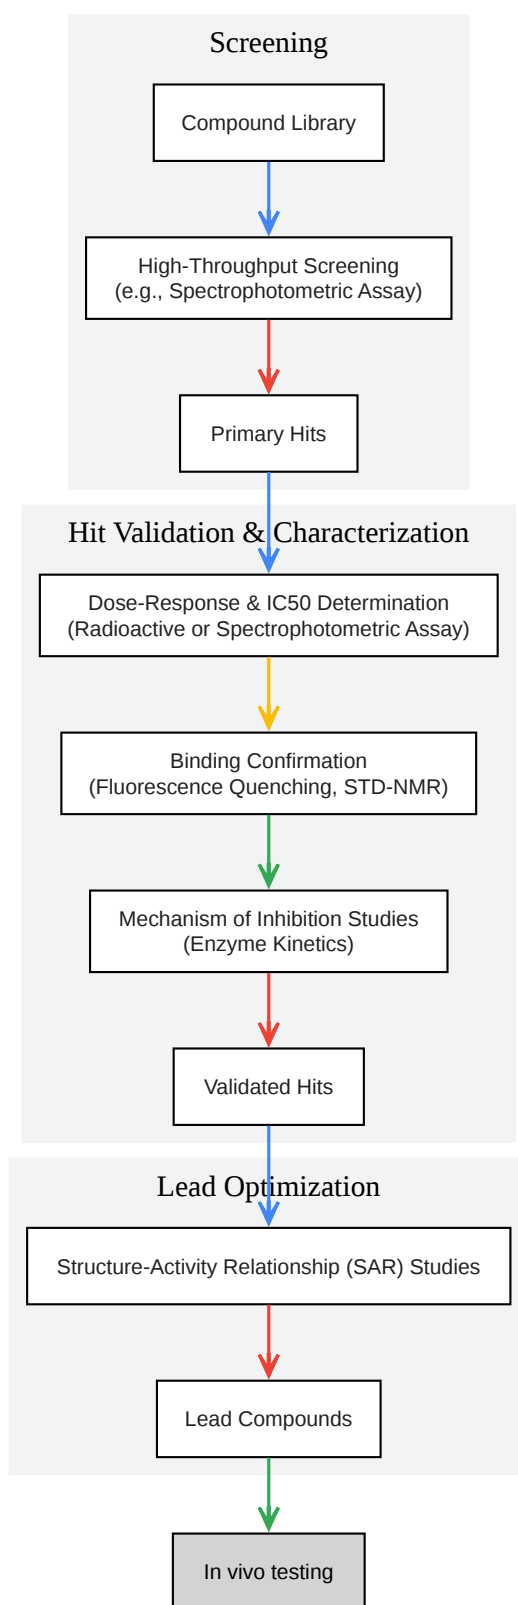 Screening
Compound Library
High-Throughput Screening
(e.g., Spectrophotometric Assay)
Primary Hits
Hit Validation & Characterization
Dose-Response & IC50 Determination
(Radioactive or Spectrophotometric Assay)
Binding Confirmation
(Fluorescence Quenching, STD-NMR)
Mechanism of Inhibition Studies
(Enzyme Kinetics)
Validated Hits
Lead Optimization
Structure-Activity Relationship (SAR) Studies
Lead Compounds
In vivo testing